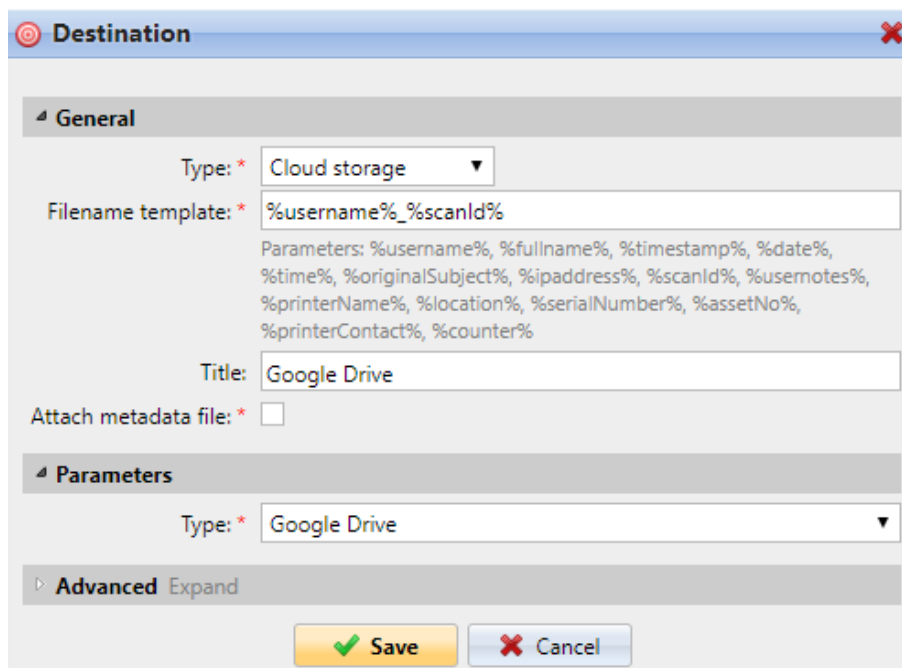 Destination
General
Type: * Cloud storage
Filename template: * %username%_%scanId%
Parameters: %username%, %fullname%, %timestamp%, %date%,
%time%, %originalSubject%, %ipaddress%, %scanId%, %usernotes%,
%printerName%, %location%, %serialNumber%, %assetNo%,
%printerContact%, %counter%
Title: Google Drive
Attach metadata file: *
Parameters
Type: * Google Drive
Advanced Expand
Save Cancel